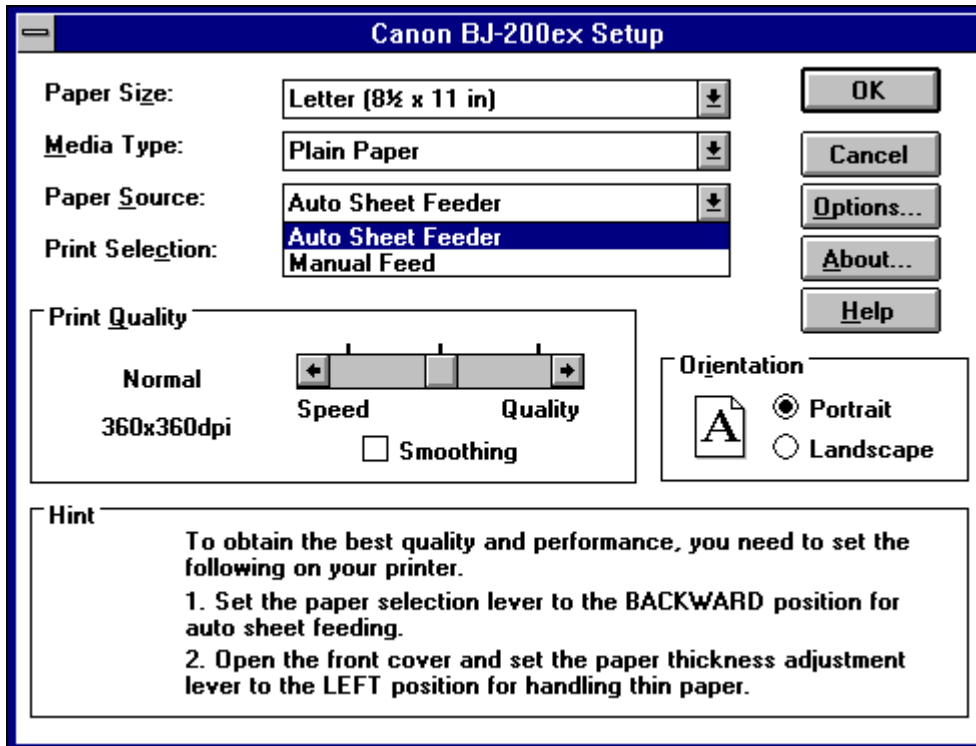 Canon BJ-200ex Setup
Paper Size:
Letter (8½ x 11 in)
OK
Media Type:
Plain Paper
Cancel
Paper Source:
Auto Sheet Feeder
Options...
Auto Sheet Feeder
Print Selection:
Manual Feed
About...
Help
Print Quality
Normal
360x360dpi
Speed
Quality
Smoothing
Orientation
A
Portrait
Landscape
Hint
To obtain the best quality and performance, you need to set the
following on your printer.
1. Set the paper selection lever to the BACKWARD position for
auto sheet feeding.
2. Open the front cover and set the paper thickness adjustment
lever to the LEFT position for handling thin paper.